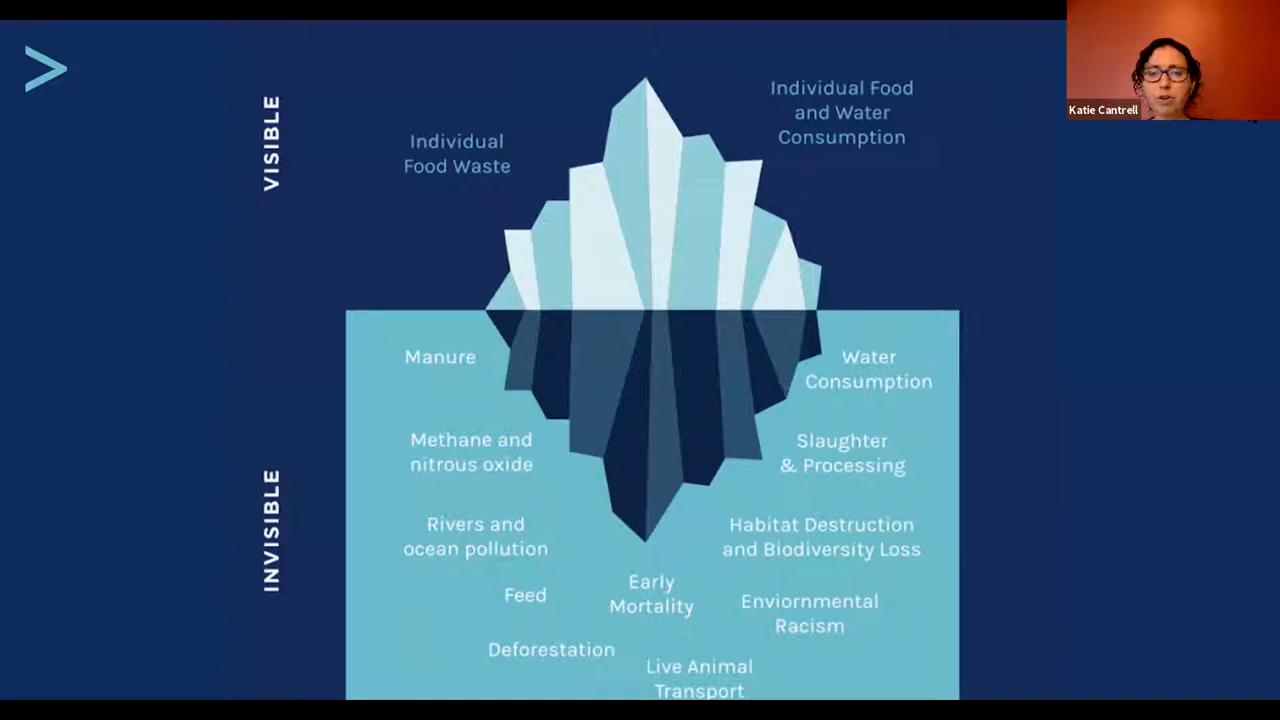 >
Katie Cantrell
VISIBLE
Individual
Food Waste
Individual Food
and Water
Consumption
INVISIBLE
Manure
Water
Consumption
Methane and
nitrous oxide
Slaughter
& Processing
Rivers and
ocean pollution
Habitat Destruction
and Biodiversity Loss
Feed
Early
Mortality
Enviornmental
Racism
Deforestation
Live Animal
Transport